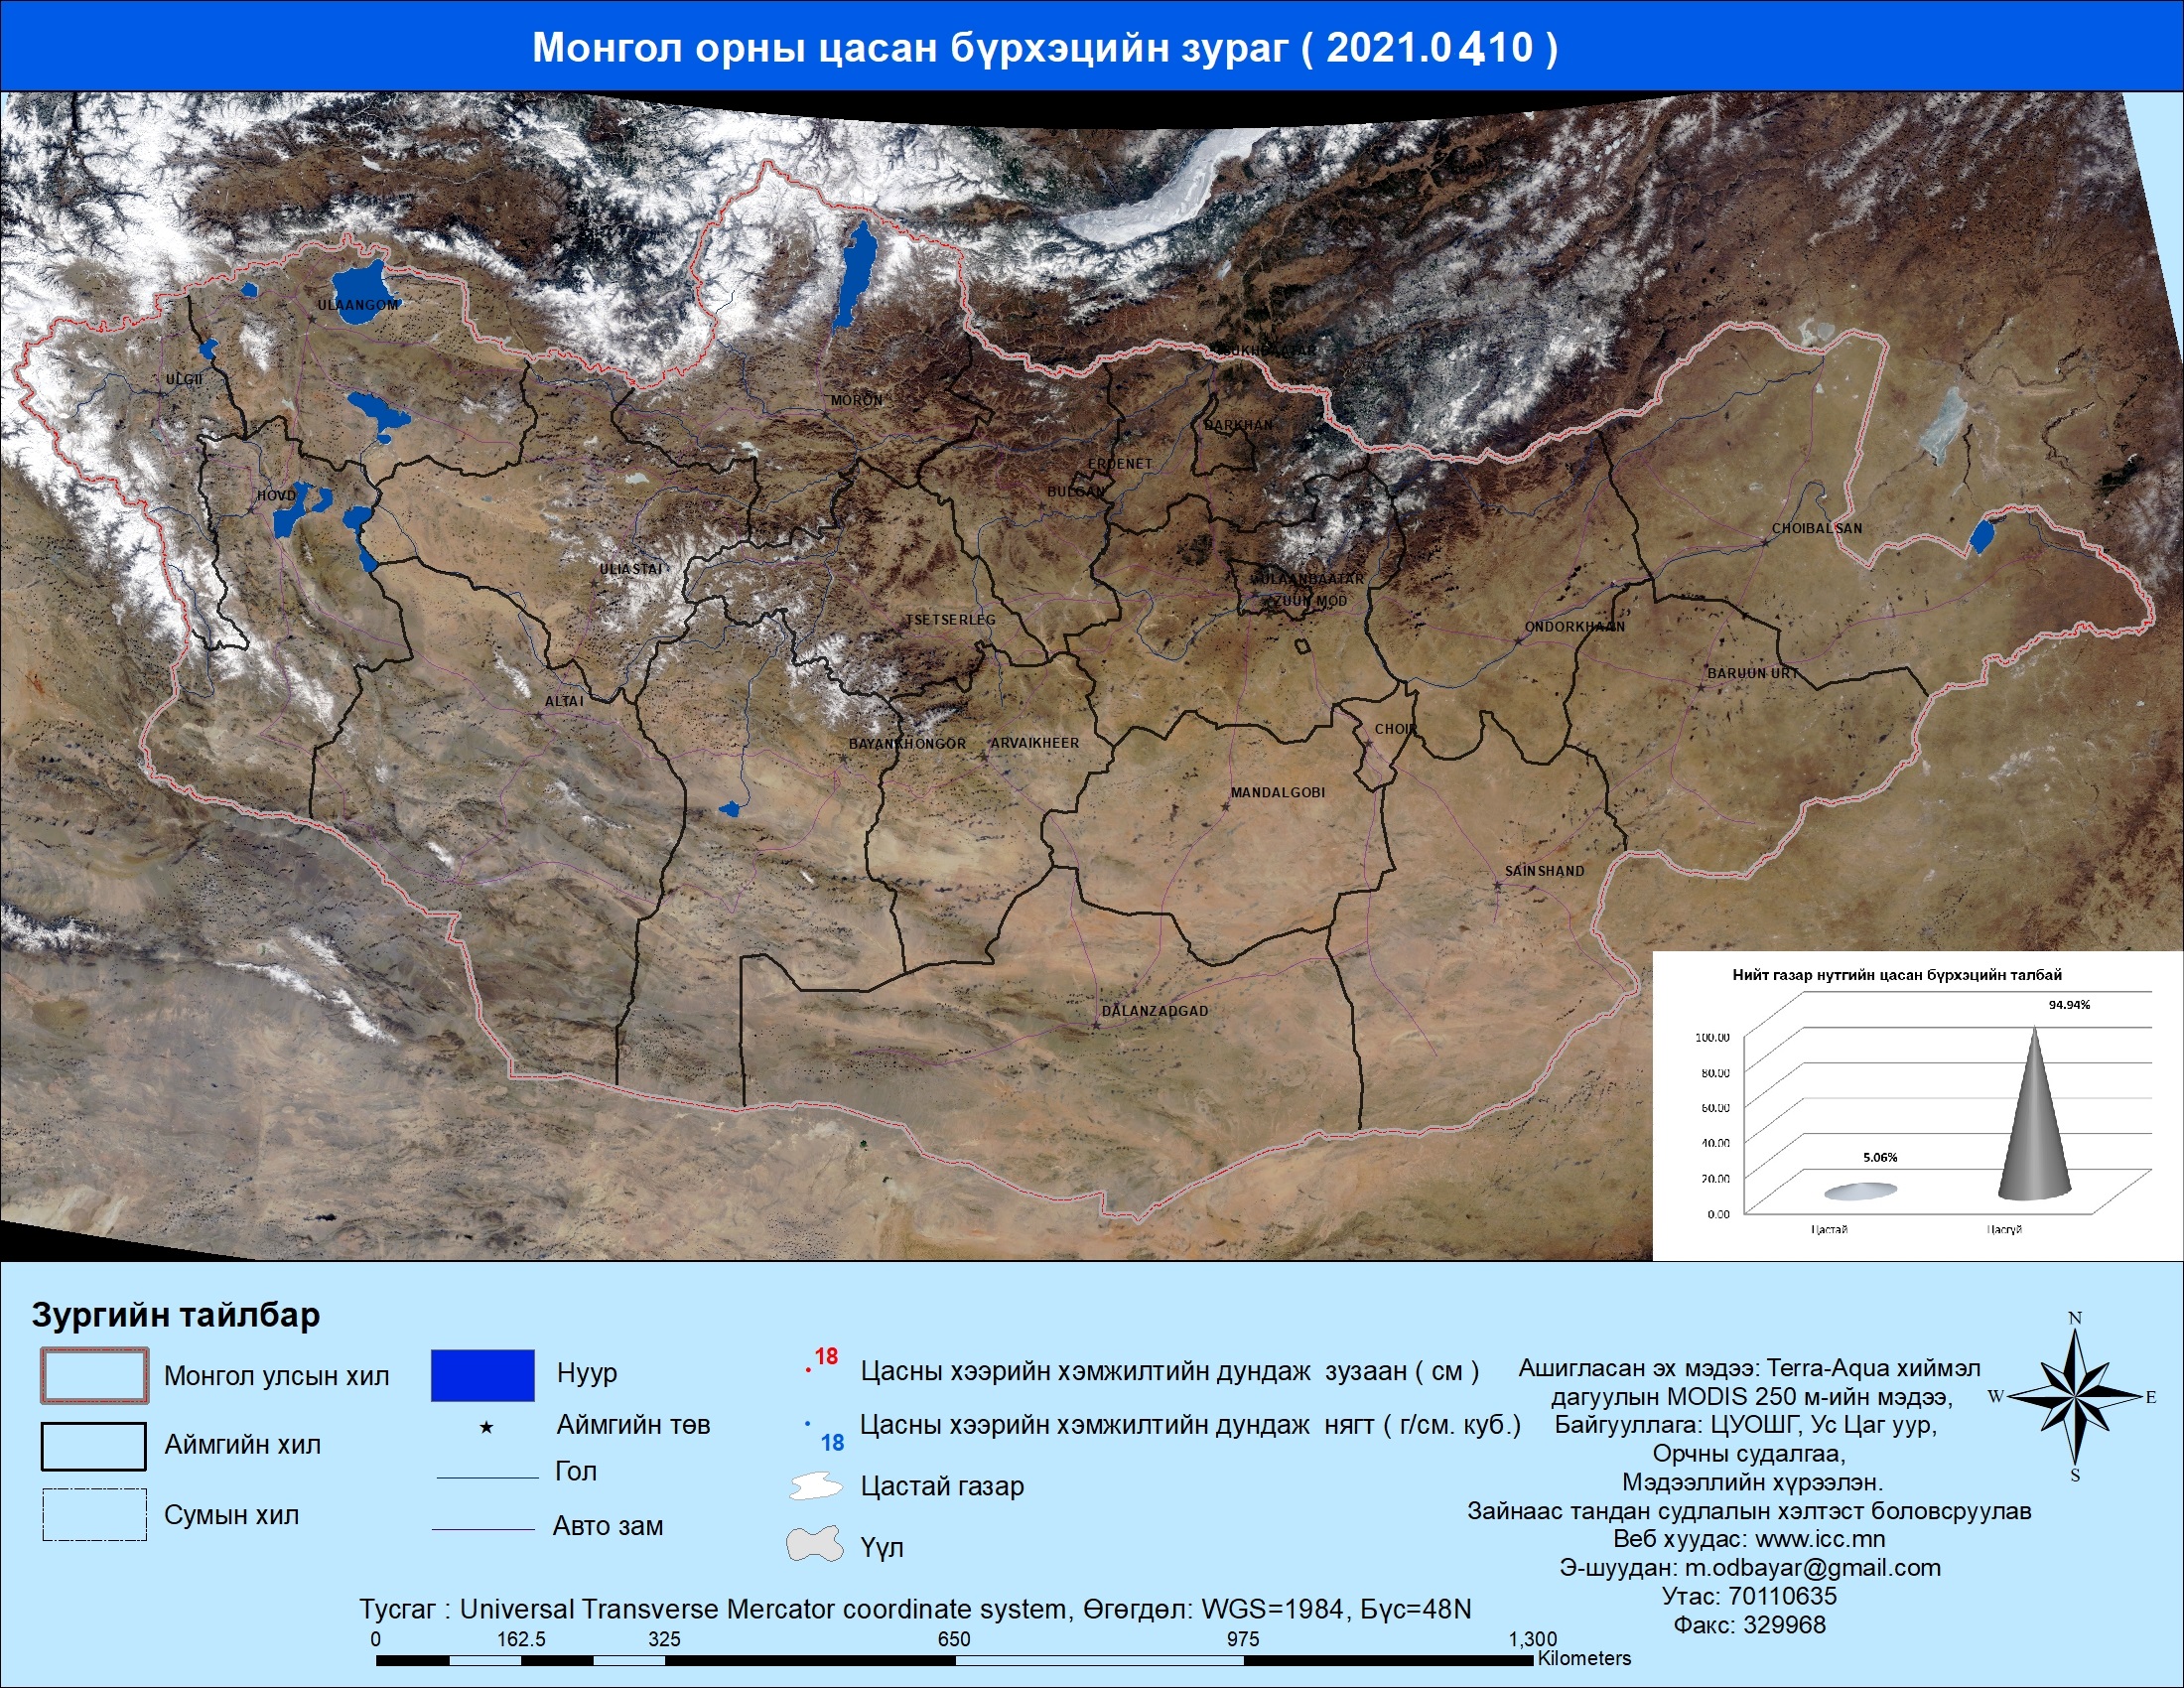 Монгол орны цасан бүрхэцийн зураг ( 2021.0410 )
ULAANGOM
ULGII
MORON
SUKHBAATAR
DARKHAN
ERDENET
BULGAN
HOVD
CHOIBALSAN
ULIASTAI
ULAANBAATAR
ZUUN MOD
TSETSERLEG
ONDORKHAAN
BARUUN URT
ALTAI
CHOIR
BAYANKHONGOR
ARVAIKHEER
MANDALGOBI
SAINSHAND
DALANZADGAD
Нийт газар нутгийн цасан бүрхэцийн талбай
94.94%
100.00
80.00
60.00
40.00
5.06%
20.00
0.00
Цастай
Цасгүй
Зургийн тайлбар
Монгол улсын хил
Аймгийн хил
Сумын хил
Нуур
Аймгийн төв
Гол
Авто зам
18
Цасны хээрийн хэмжилтийн дундаж зузаан ( см )
Цасны хээрийн хэмжилтийн дундаж нягт ( г/см. куб.)
18
Цастай газар
Үүл
Ашигласан эх мэдээ: Terra-Aqua хиймэл
дагуулын MODIS 250 м-ийн мэдээ,
Байгууллага: ЦУОШГ, Ус Цаг уур,
Орчны судалгаа,
Мэдээллийн хүрээлэн.
Зайнаас тандан судлалын хэлтэст боловсруулав
Веб хуудас: www.icc.mn
Э-шуудан: m.odbayar@gmail.com
Утас: 70110635
Факс: 329968
N
W
E
S
Тусгаг : Universal Transverse Mercator coordinate system, Өгөгдөл: WGS=1984, Бүс=48N
0 162.5 325 650 975 1,300
Kilometers